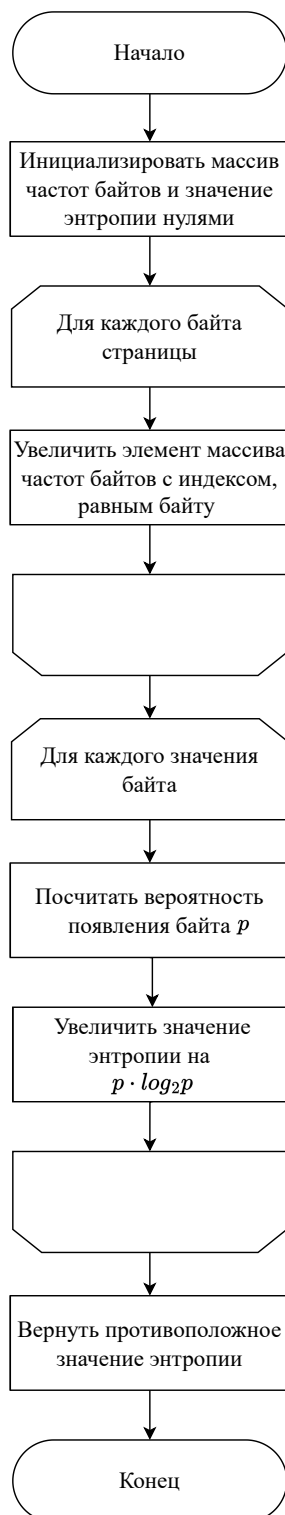 Начало
Инициализировать массив
частот байтов и значение
энтропии нулями
Для каждого байта
страницы
Увеличить элемент массива
частот байтов с индексом,
равным байту
Для каждого значения
байта
Посчитать вероятность
появления байта p
Увеличить значение
энтропии на
p · log₂p
Вернуть противоположное
значение энтропии
Конец